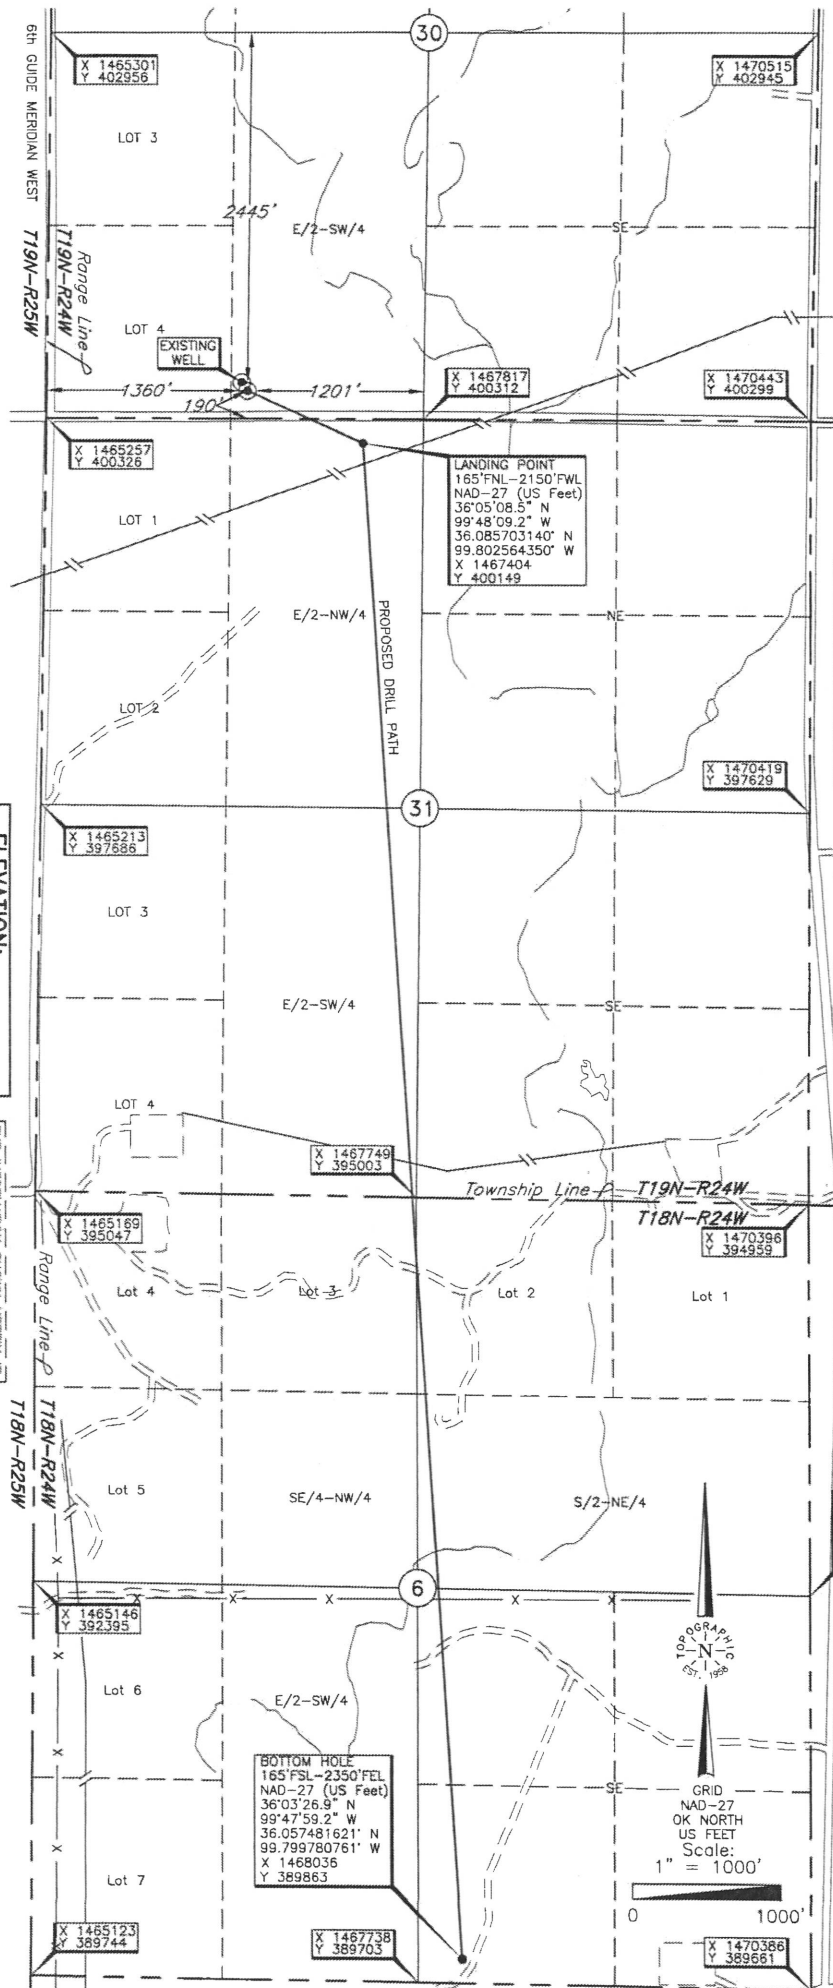 30
X 1465301
Y 402956
X 1470515
Y 402945
6th GUIDE MERIDIAN WEST
LOT 3
2445'
E/2-SW/4
SE
T19N-R25W
T19N-R24W
Range Line
LOT 4
EXISTING
WELL
1360'
1201'
190'
X 1467817
Y 400312
X 1470443
Y 400299
X 1465257
Y 400326
LANDING POINT
165'FNL-2150'FWL
NAD-27 (US Feet)
36°05'08.5" N
99°48'09.2" W
36.085703140° N
99.802564350° W
X 1467404
Y 400149
LOT 1
E/2-NW/4
NE
PROPOSED DRILL PATH
LOT 2
X 1470419
Y 397629
31
X 1465213
Y 397686
ELEVATION:
LOT 3
E/2-SW/4
SE
LOT 4
X 1467749
Y 395003
Township Line
T19N-R24W
T18N-R24W
X 1465169
Y 395047
X 1470396
Y 394959
Range Line
Lot 4
Lot 3
Lot 2
Lot 1
T18N-R24W
T18N-R25W
Lot 5
SE/4-NW/4
S/2-NE/4
6
X 1465146
Y 392395
TOPOGRAPHIC
N
EST. 1958
Lot 6
E/2-SW/4
BOTTOM HOLE
165'FSL-2350'FEL
NAD-27 (US Feet)
36°03'26.9" N
99°47'59.2" W
36.057481621° N
99.799780761° W
X 1468036
Y 389863
SE
GRID
NAD-27
OK NORTH
US FEET
Scale:
1" = 1000'
0 1000'
Lot 7
X 1465123
Y 389744
X 1467738
Y 389703
X 1470386
Y 389661